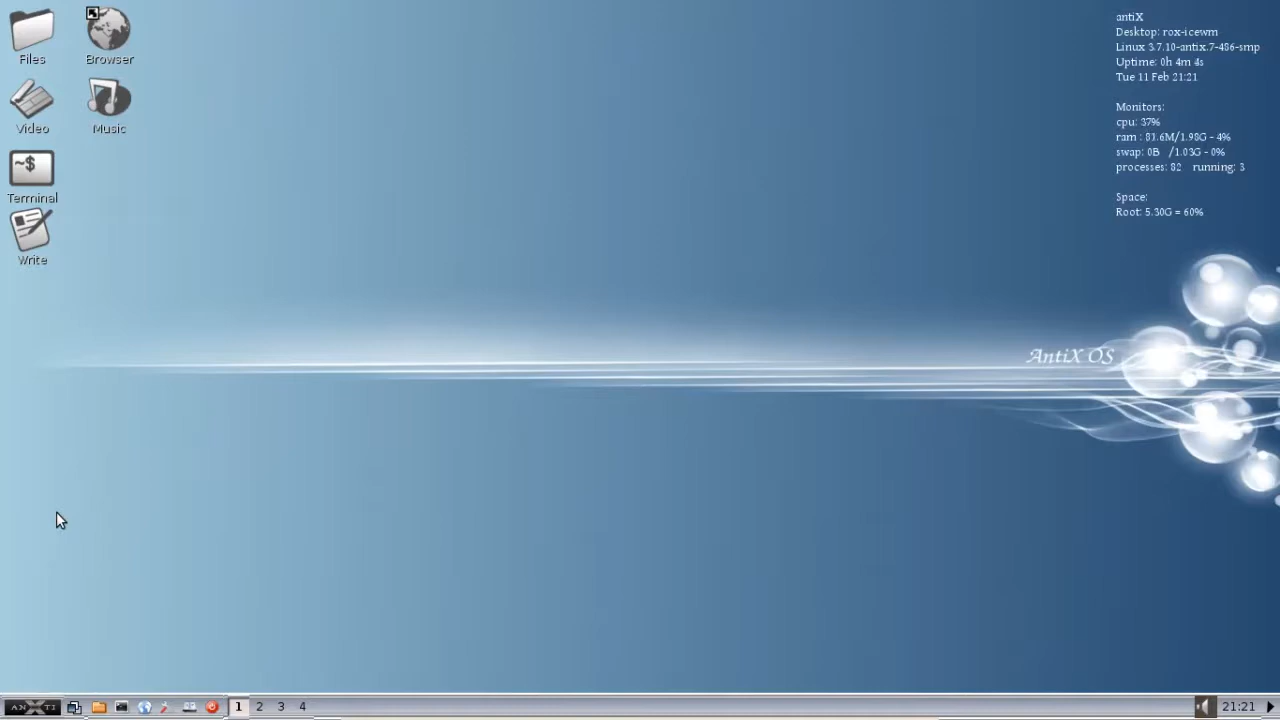 Files
Browser
Video
Music
~$
Terminal
Write
antiX
Desktop: rox-icewm
Linux 3.7.10-antix.7-486-smp
Uptime: 0h 4m 4s
Tue 11 Feb 21:21
Monitors:
cpu: 37%
ram : 81.6M/1.98G - 4%
swap: 0B /1.03G - 0%
processes: 82 running: 3
Space:
Root: 5.30G = 60%
AntiX OS
ANXTI 1 2 3 4 21:21